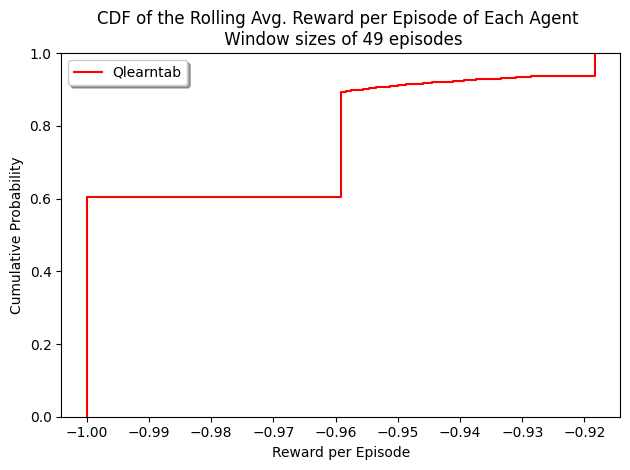 CDF of the Rolling Avg. Reward per Episode of Each Agent
Window sizes of 49 episodes
Qlearntab
Cumulative Probability
1.0
0.8
0.6
0.4
0.2
0.0
−1.00 −0.99 −0.98 −0.97 −0.96 −0.95 −0.94 −0.93 −0.92
Reward per Episode